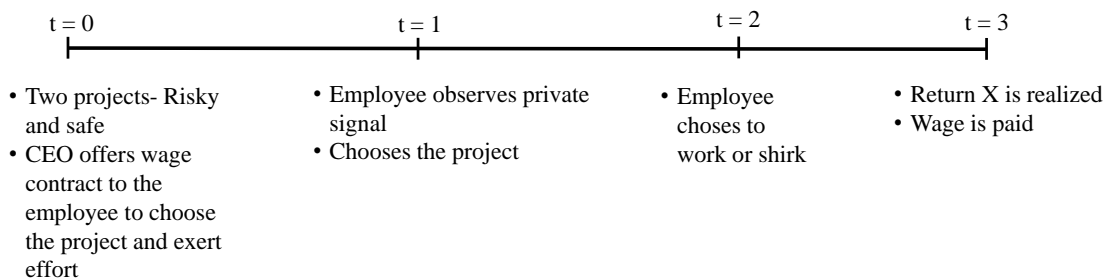 t = 0
t = 1
t = 2
t = 3
• Two projects- Risky
and safe
• CEO offers wage
contract to the
employee to choose
the project and exert
effort
• Employee observes private
signal
• Chooses the project
• Employee
choses to
work or shirk
• Return X is realized
• Wage is paid